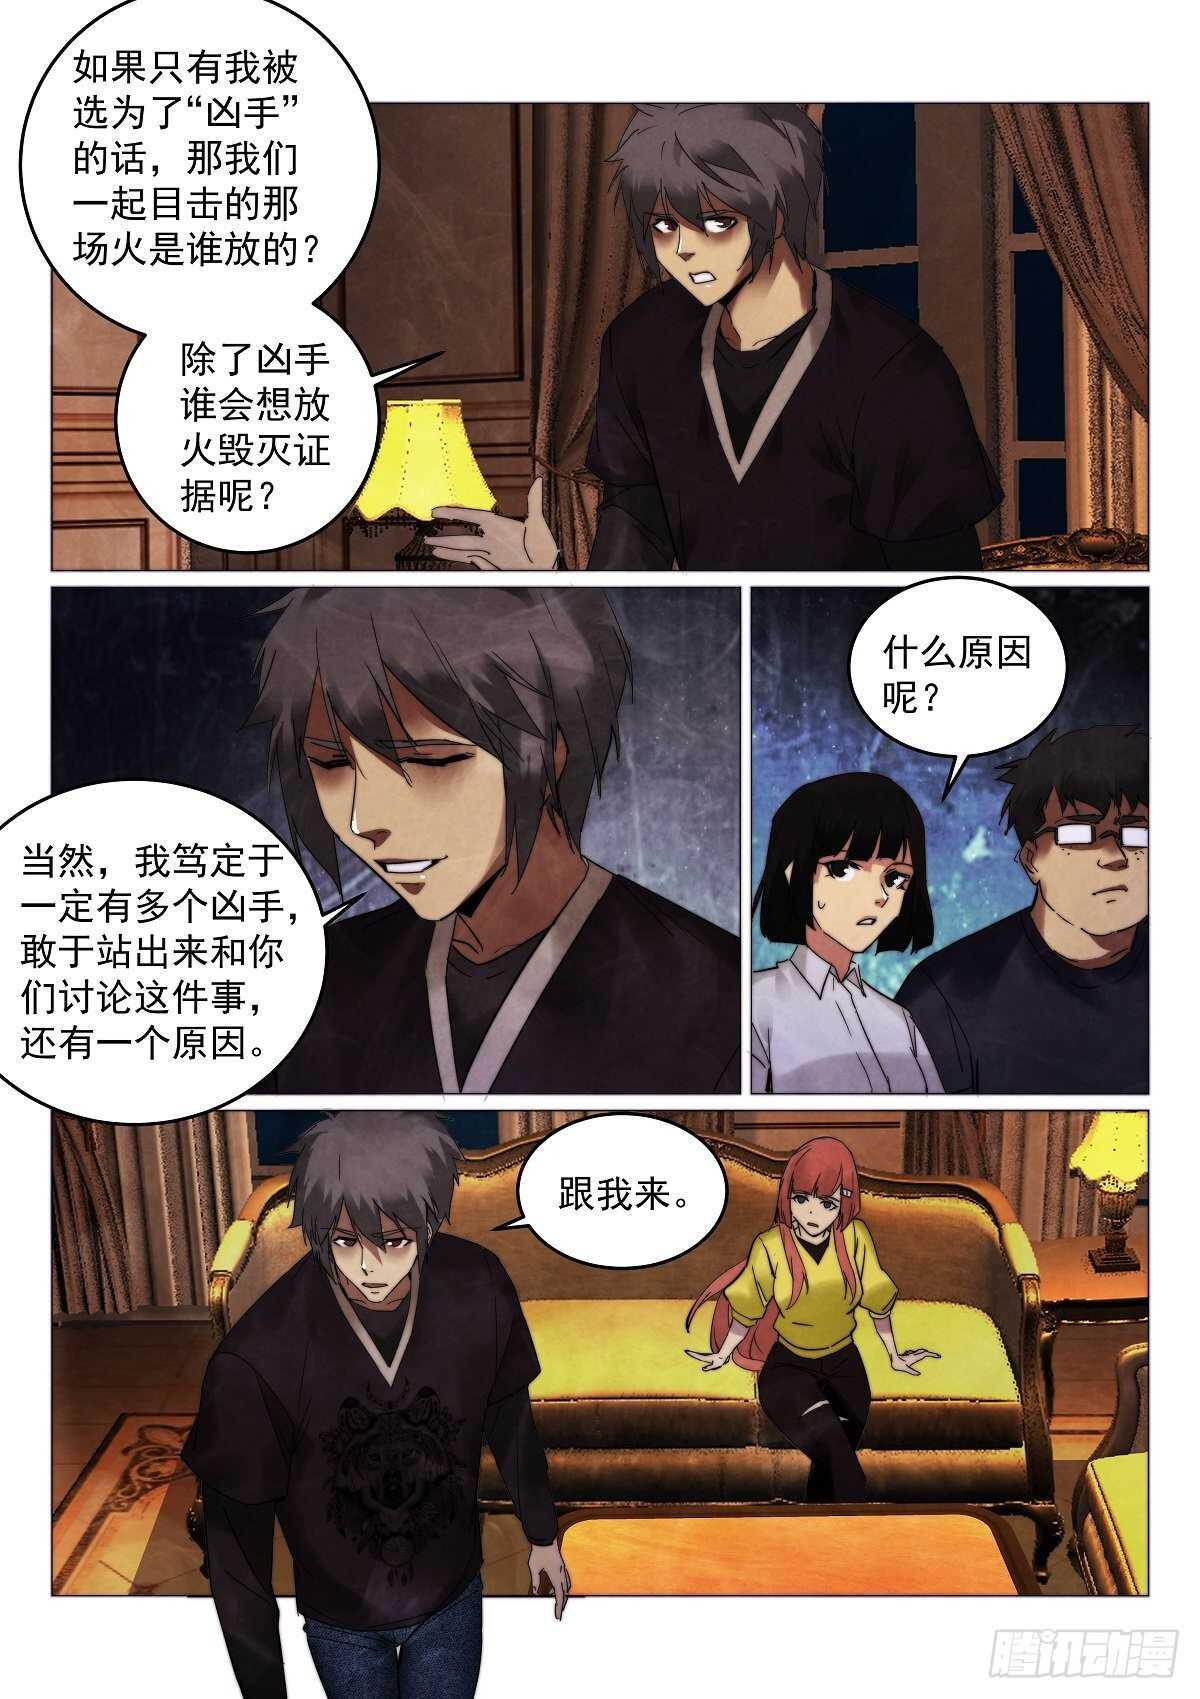 如果只有我被
选为了“凶手”
的话，那我们
一起目击的那
场火是谁放的？
除了凶手
谁会想放
火毁灭证
据呢？
当然，我笃定于
一定有多个凶手，
敢于站出来和你
们讨论这件事，
还有一个原因。
什么原因
呢？
跟我来。
腾讯动漫